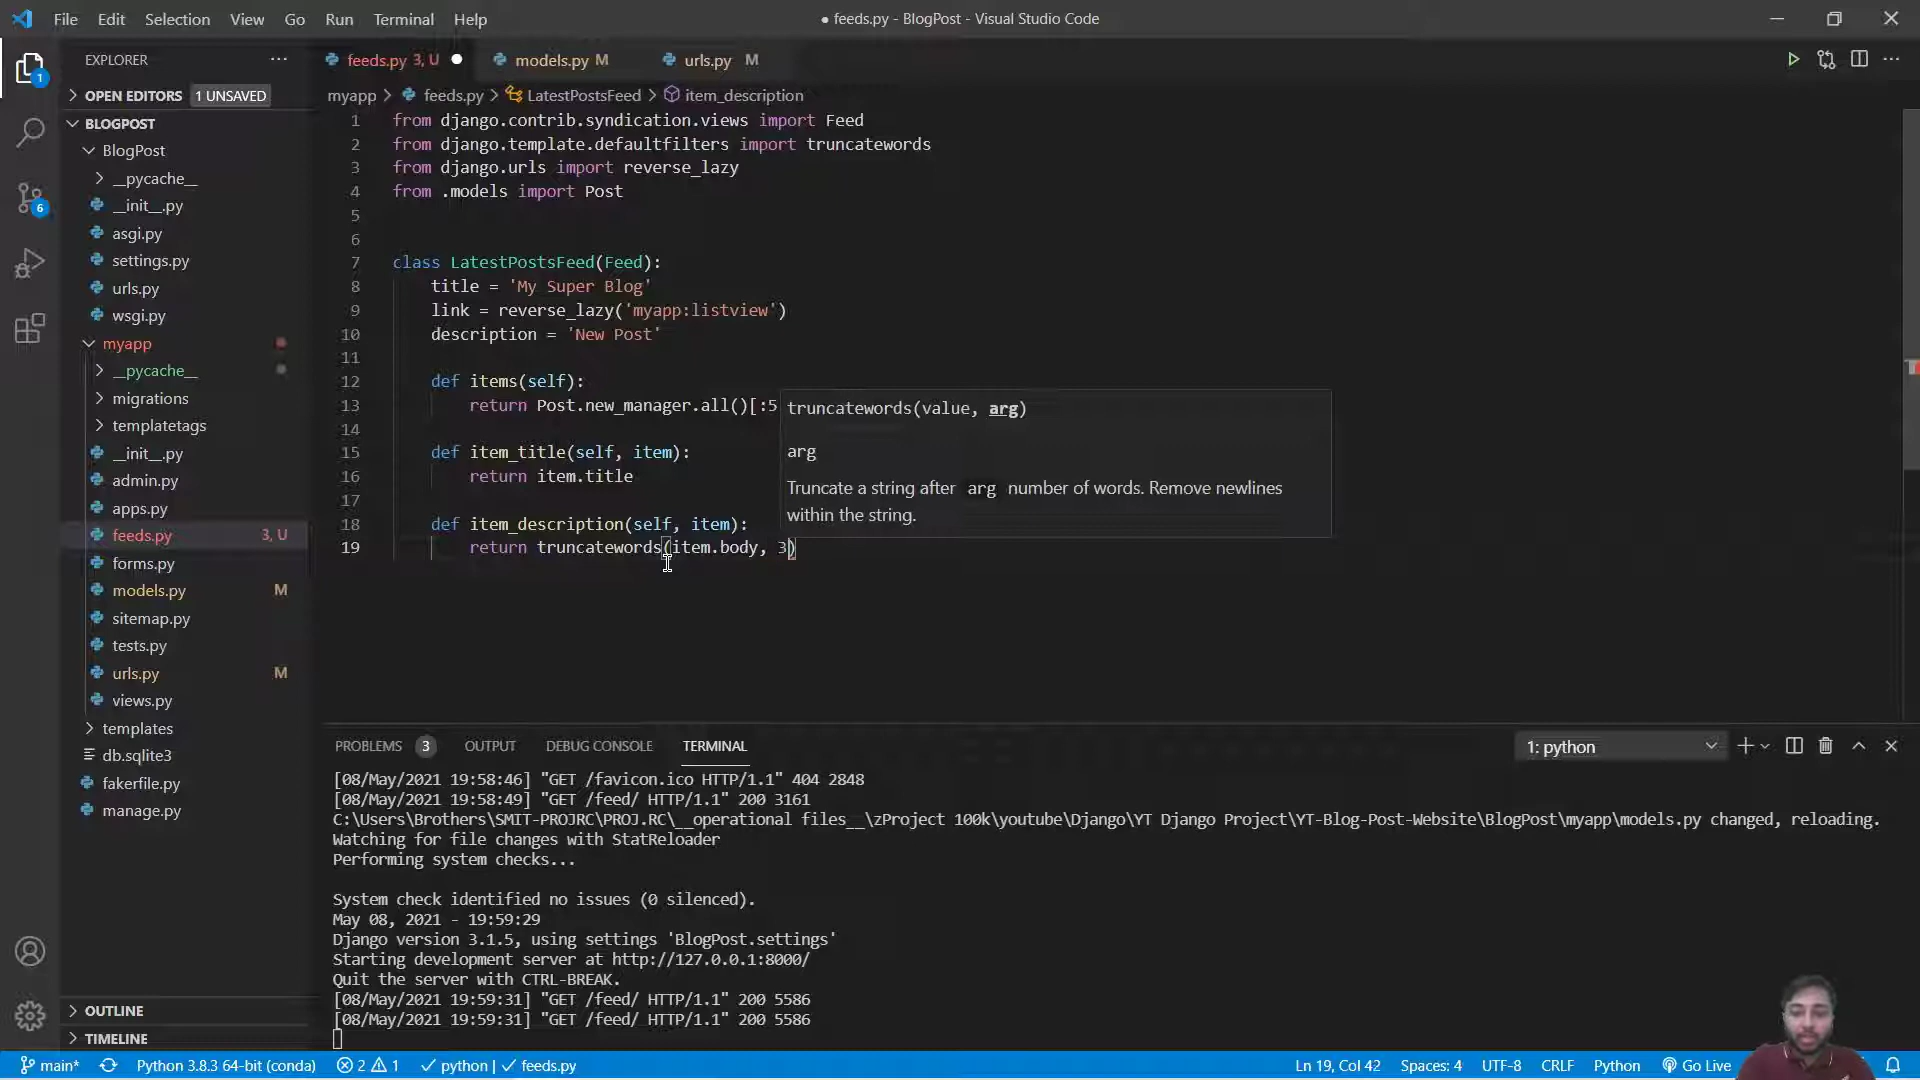 File Edit Selection View Go Run Terminal Help
● feeds.py - BlogPost - Visual Studio Code
EXPLORER
feeds.py 3, U
models.py M
urls.py M
OPEN EDITORS 1 UNSAVED
myapp > feeds.py > LatestPostsFeed > item_description
BLOGPOST
BlogPost
__pycache__
__init__.py
asgi.py
settings.py
urls.py
wsgi.py
myapp
__pycache__
migrations
templatetags
__init__.py
admin.py
apps.py
feeds.py 3, U
forms.py
models.py M
sitemap.py
tests.py
urls.py M
views.py
templates
db.sqlite3
fakerfile.py
manage.py
OUTLINE
TIMELINE
1
6
1 from django.contrib.syndication.views import Feed
2 from django.template.defaultfilters import truncatewords
3 from django.urls import reverse_lazy
4 from .models import Post
5
6
7 class LatestPostsFeed(Feed):
8 title = 'My Super Blog'
9 link = reverse_lazy('myapp:listview')
10 description = 'New Post'
11
12 def items(self):
13 return Post.new_manager.all()[:5
14
15 def item_title(self, item):
16 return item.title
17
18 def item_description(self, item):
19 return truncatewords(item.body, 3)
truncatewords(value, arg)
arg
Truncate a string after arg number of words. Remove newlines
within the string.
PROBLEMS 3 OUTPUT DEBUG CONSOLE TERMINAL
1: python
[08/May/2021 19:58:46] "GET /favicon.ico HTTP/1.1" 404 2848
[08/May/2021 19:58:49] "GET /feed/ HTTP/1.1" 200 3161
C:\Users\Brothers\SMIT-PROJRC\PROJ.RC\__operational files__\zProject 100k\youtube\Django\YT Django Project\YT-Blog-Post-Website\BlogPost\myapp\models.py changed, reloading.
Watching for file changes with StatReloader
Performing system checks...
System check identified no issues (0 silenced).
May 08, 2021 - 19:59:29
Django version 3.1.5, using settings 'BlogPost.settings'
Starting development server at http://127.0.0.1:8000/
Quit the server with CTRL-BREAK.
[08/May/2021 19:59:31] "GET /feed/ HTTP/1.1" 200 5586
[08/May/2021 19:59:31] "GET /feed/ HTTP/1.1" 200 5586
main* Python 3.8.3 64-bit (conda) 2 1 python | feeds.py
Ln 19, Col 42 Spaces: 4 UTF-8 CRLF Python Go Live